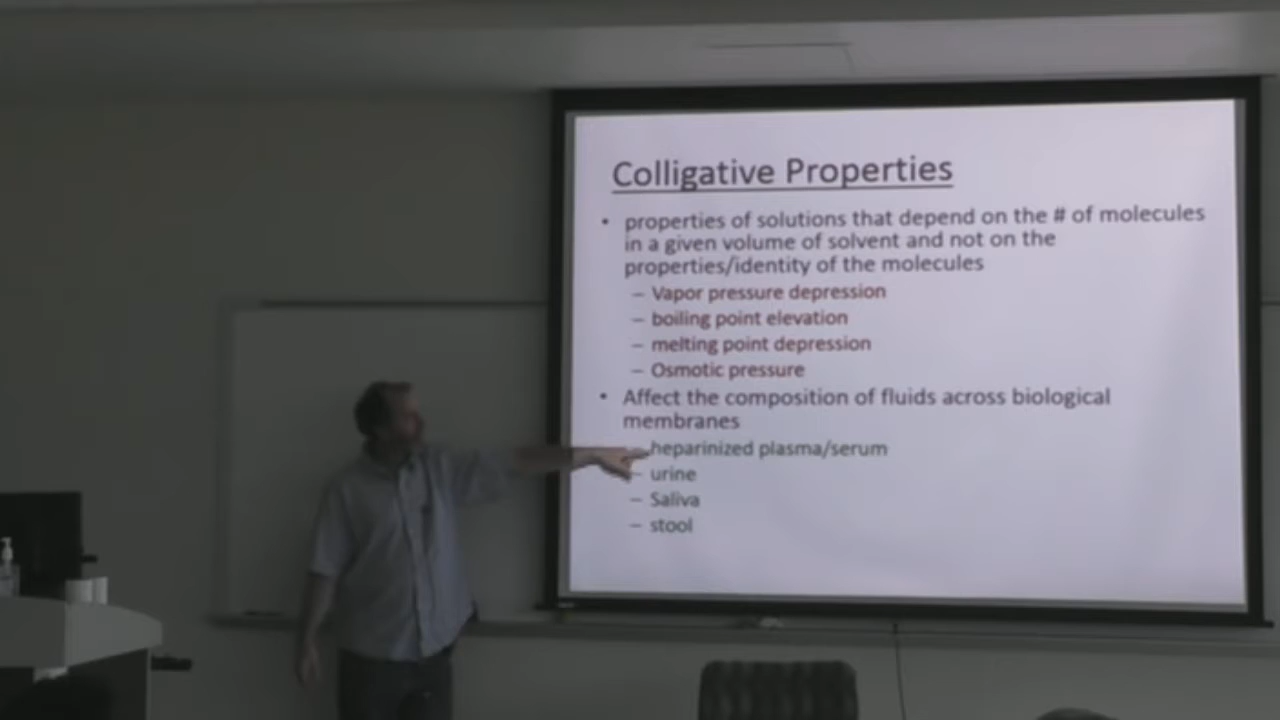 Colligative Properties
• properties of solutions that depend on the # of molecules
in a given volume of solvent and not on the
properties/identity of the molecules
– Vapor pressure depression
– boiling point elevation
– melting point depression
– Osmotic pressure
• Affect the composition of fluids across biological
membranes
heparinized plasma/serum
– urine
– Saliva
– stool